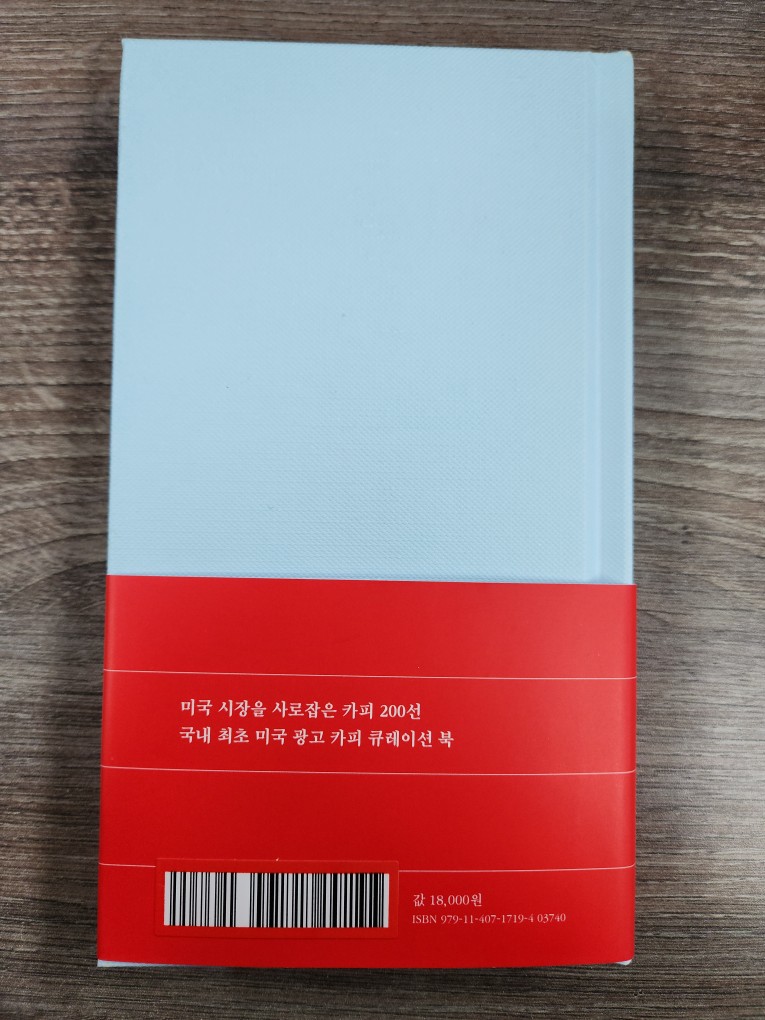 미국 시장을 사로잡은 카피 200선
국내 최초 미국 광고 카피 큐레이션 북
값 18,000원
ISBN 979-11-407-1719-4 03740